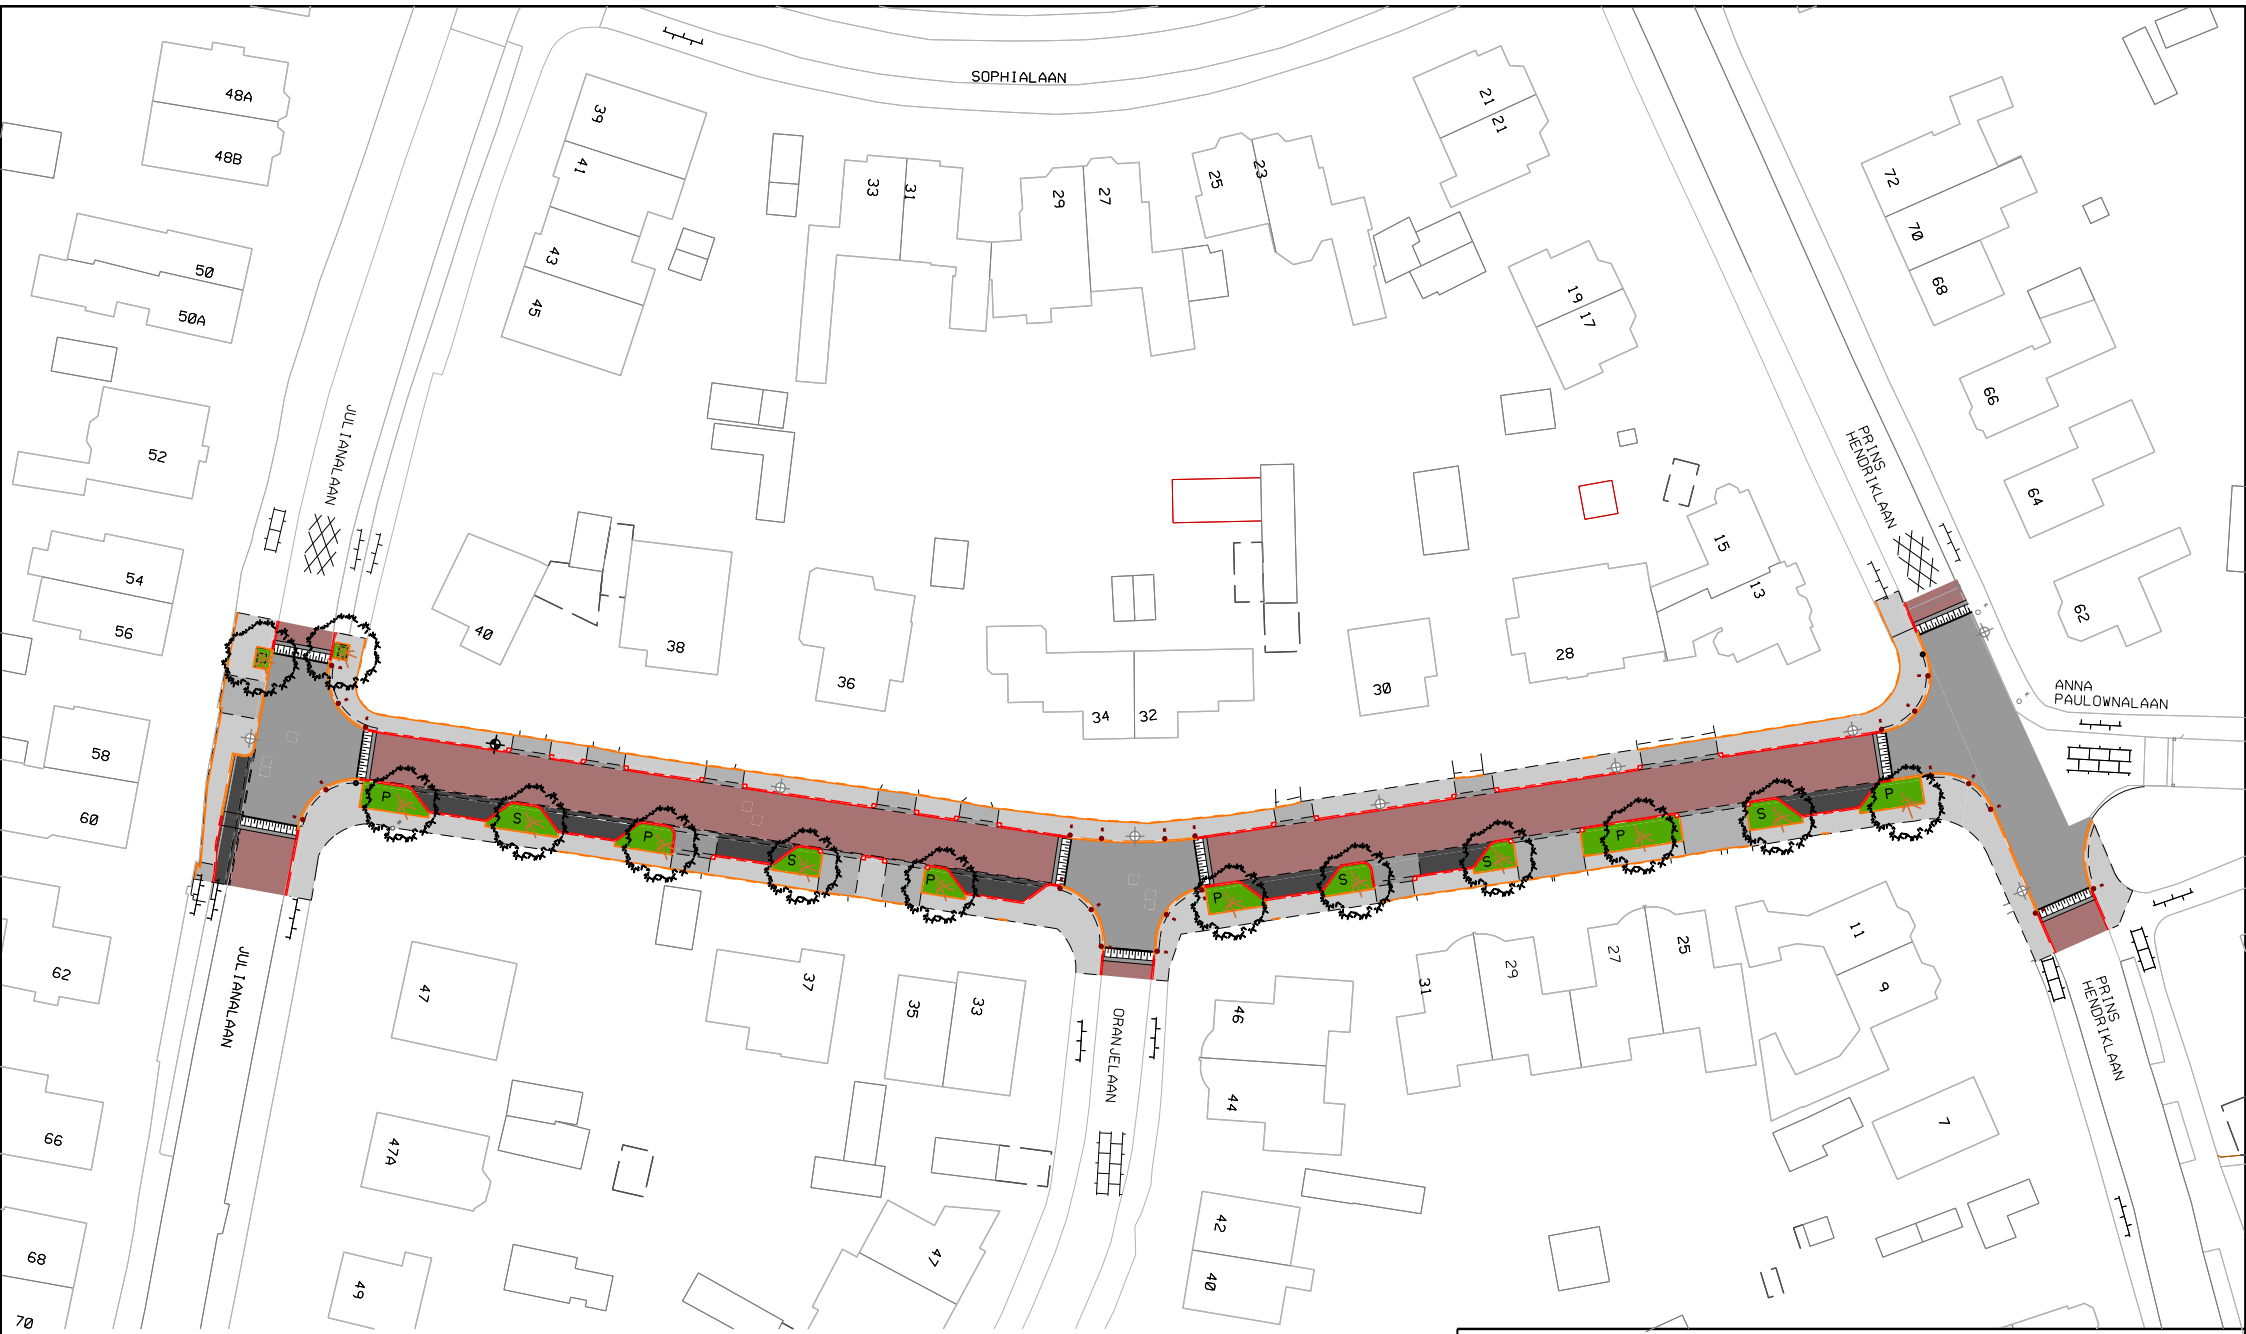 SOPHIALAAN
48A
48B
39
41
43
45
33
31
29
27
25
23
21
21
19
17
72
70
68
66
64
62
50
50A
52
54
56
58
60
62
66
68
70
JULIANALAAN
PRINS
HENDRIKLAAN
ANNA
PAULOWNALAAN
40
38
36
34
32
30
28
15
13
P
S
P
S
P
P
S
S
P
S
P
JULIANALAAN
47
37
35
33
ORANJELAAN
46
44
31
29
27
25
11
9
7
PRINS
HENDRIKLAAN
47A
49
47
42
40